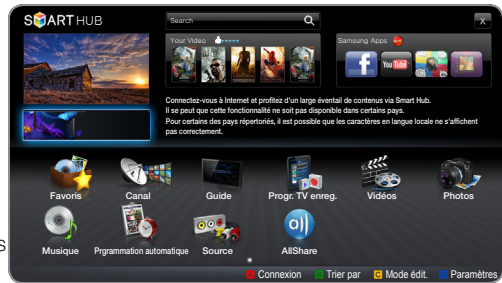 SMART HUB
Search
X
Your Video
Samsung Apps
f You Tube
Connectez-vous à Internet et profitez d'un large éventail de contenus via Smart Hub.
Il se peut que cette fonctionnalité ne soit pas disponible dans certains pays.
Pour certains des pays répertoriés, il est possible que les caractères en langue locale ne s'affichent
pas correctement.
Favoris Canal Guide Progr. TV enreg. Vidéos Photos
S
Musique Prgrammation automatique Source AllShare
A Connexion B Trier par C Mode édit. D Paramètres